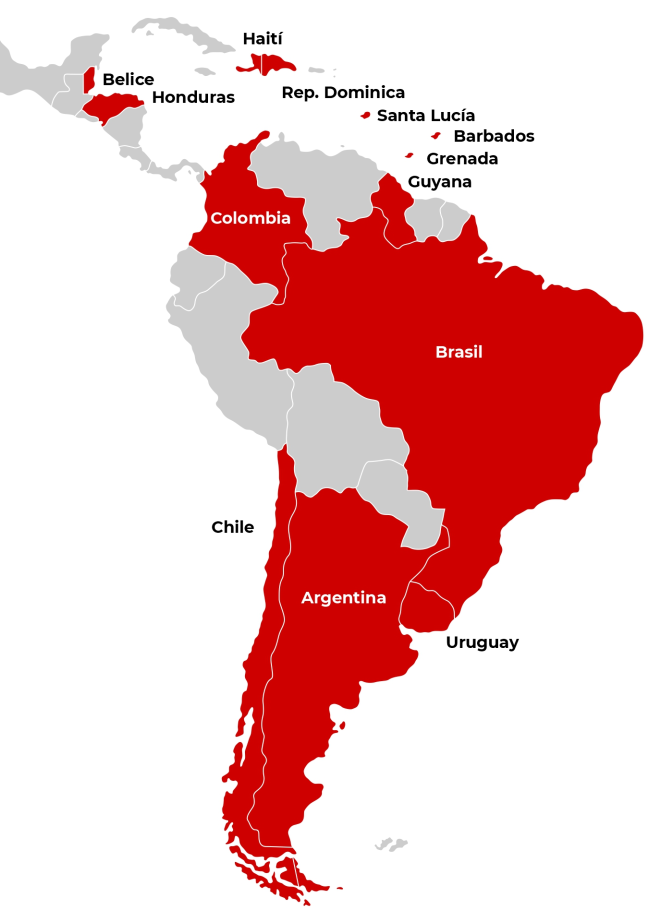 Haití
Belice
Rep. Dominica
Honduras
Santa Lucía
Barbados
Grenada
Guyana
Colombia
Brasil
Chile
Argentina
Uruguay